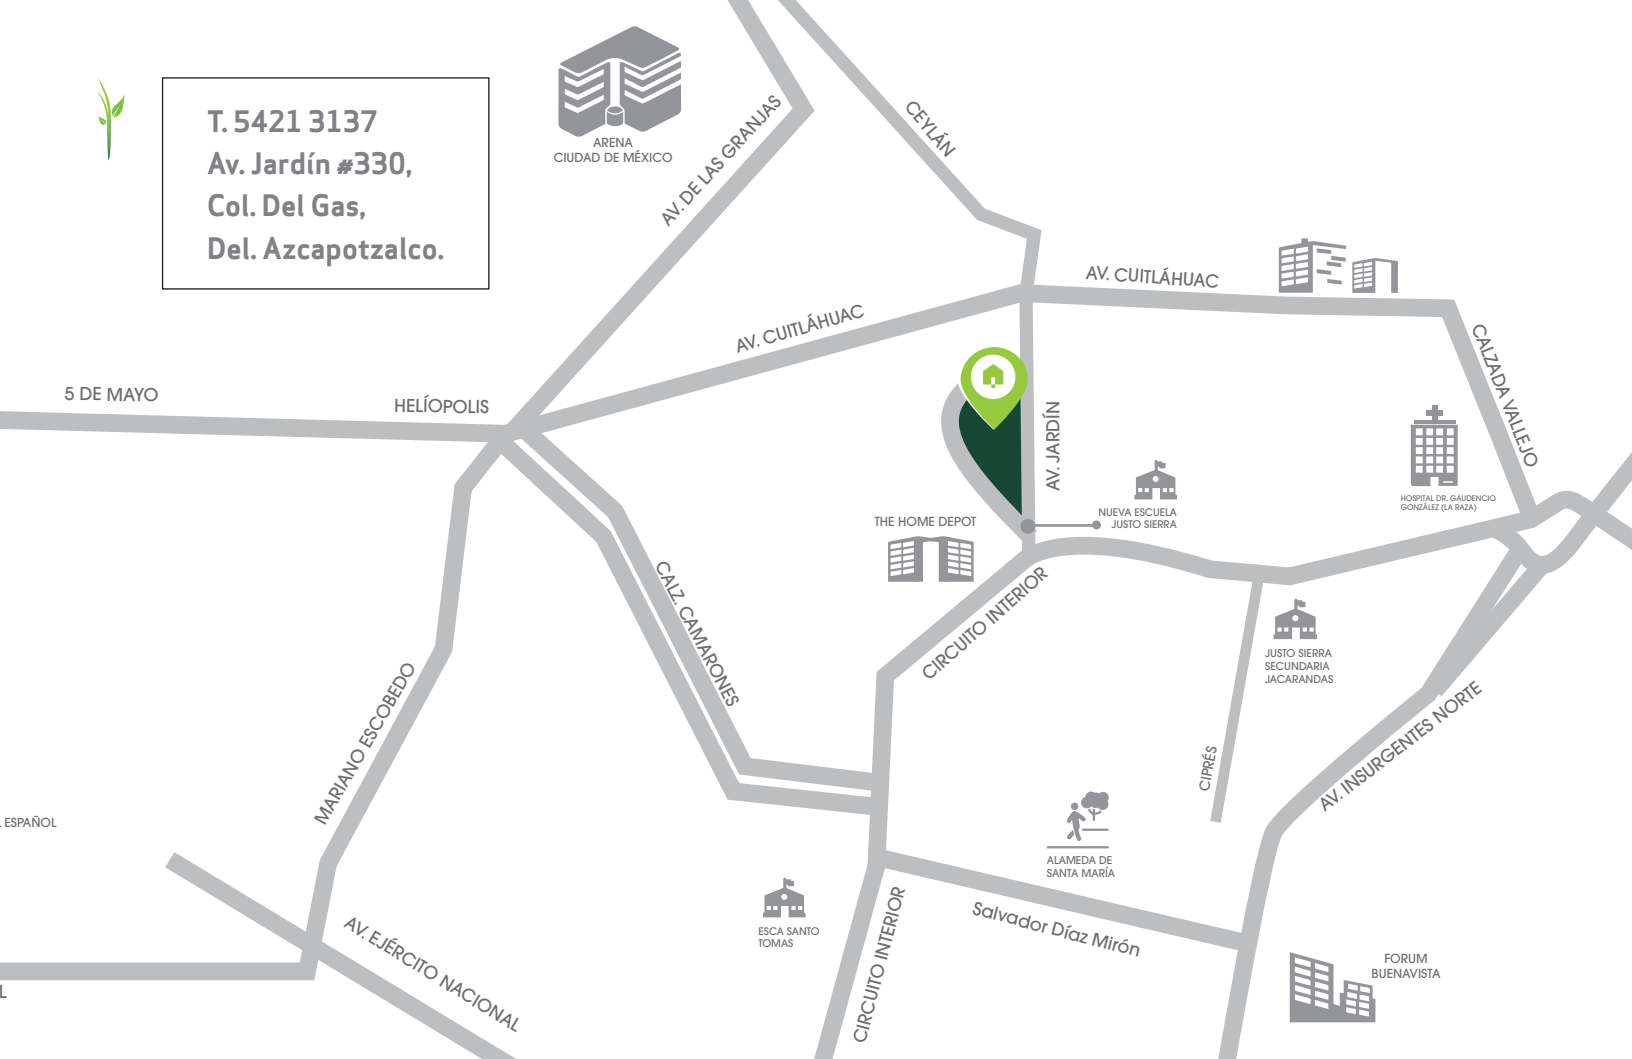 T. 5421 3137
Av. Jardín #330,
Col. Del Gas,
Del. Azcapotzalco.
ARENA
CIUDAD DE MÉXICO
AV. DE LAS GRANJAS
CEYLÁN
AV. CUITLÁHUAC
AV. CUITLÁHUAC
CALZADA VALLEJO
5 DE MAYO
HELÍOPOLIS
AV. JARDÍN
HOSPITAL DR. GAUDENCIO
GONZÁLEZ (LA RAZA)
NUEVA ESCUELA
JUSTO SIERRA
THE HOME DEPOT
CALZ. CAMARONES
CIRCUITO INTERIOR
JUSTO SIERRA
SECUNDARIA
JACARANDAS
MARIANO ESCOBEDO
AV. INSURGENTES NORTE
CIPRÉS
ESPAÑOL
ALAMEDA DE
SANTA MARÍA
ESCA SANTO
TOMAS
CIRCUITO INTERIOR
Salvador Díaz Mirón
AV. EJÉRCITO NACIONAL
FORUM
BUENAVISTA
L